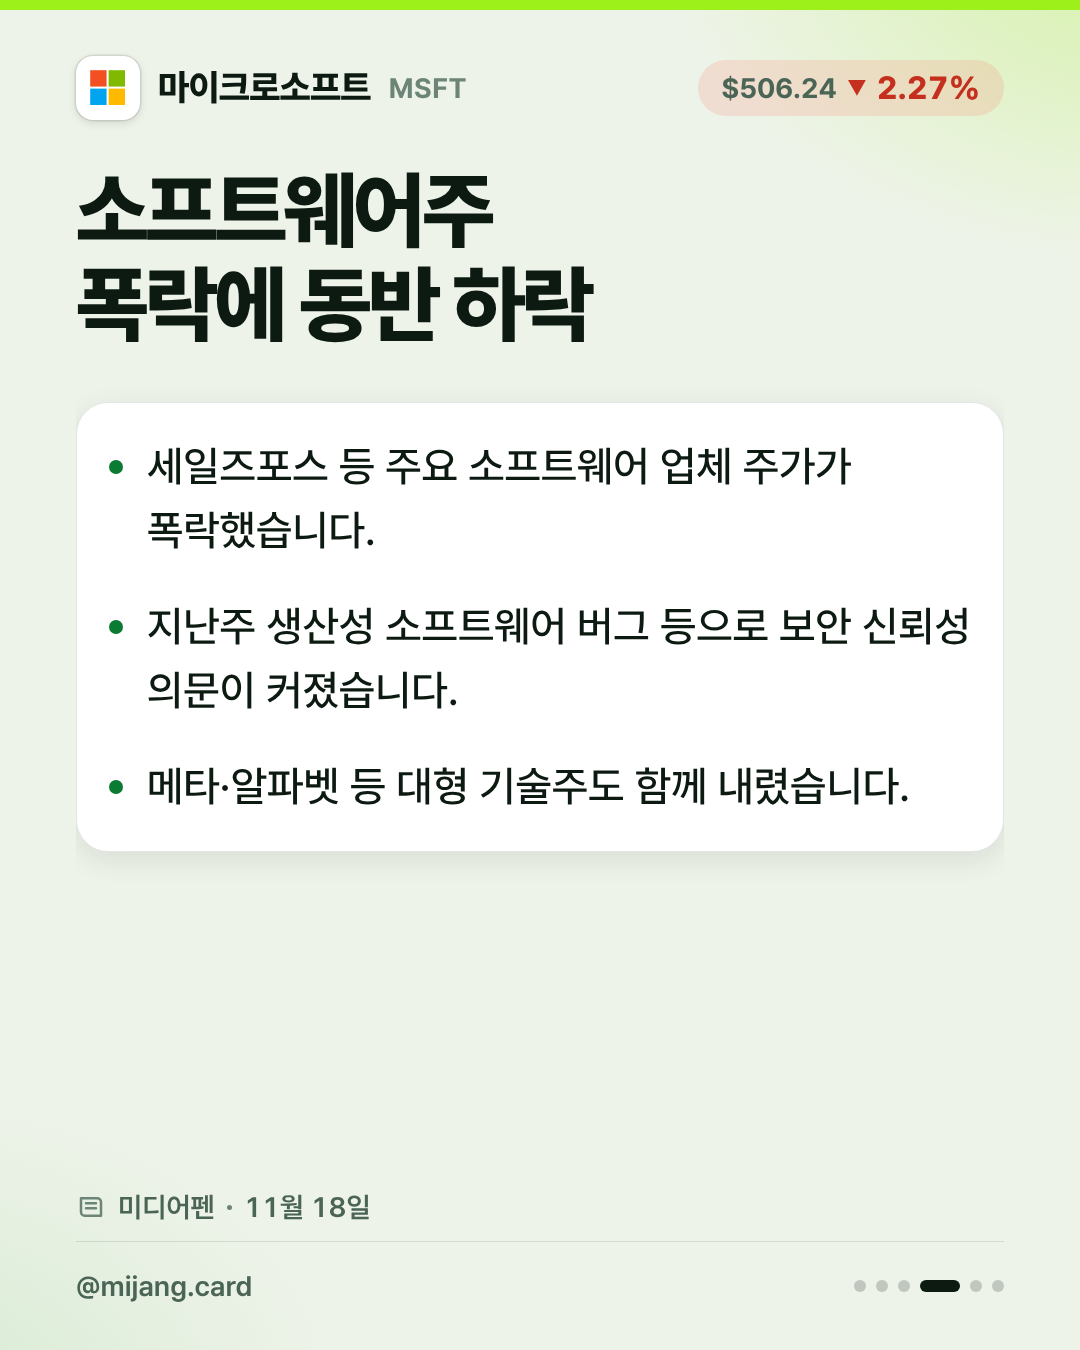 마이크로소프트 MSFT $506.24 ▼ 2.27%
소프트웨어주
폭락에 동반 하락
• 세일즈포스 등 주요 소프트웨어 업체 주가가
폭락했습니다.
• 지난주 생산성 소프트웨어 버그 등으로 보안 신뢰성
의문이 커졌습니다.
• 메타·알파벳 등 대형 기술주도 함께 내렸습니다.
미디어펜 · 11월 18일
@mijang.card